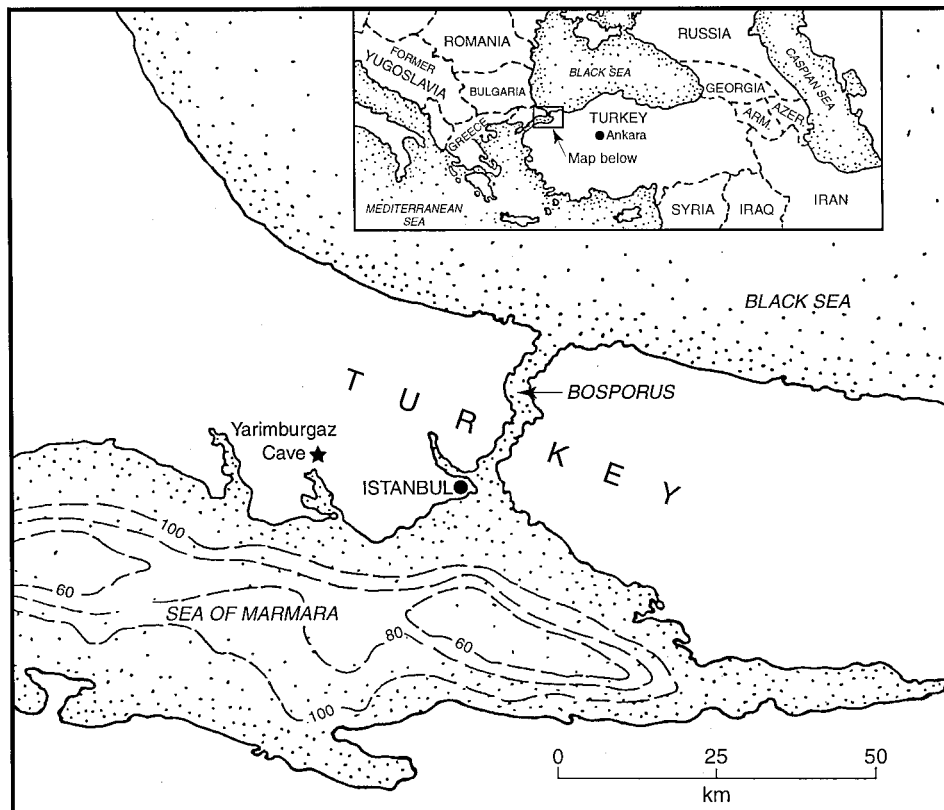 ROMANIA
RUSSIA
FORMER
YUGOSLAVIA
BLACK SEA
CASPIAN SEA
BULGARIA
GEORGIA
GREECE
TURKEY
ARM.
AZER.
Ankara
Map below
MEDITERRANEAN
SEA
SYRIA
IRAQ
IRAN
BLACK SEA
BOSPORUS
TURKEY
Yarimburgaz
Cave
ISTANBUL
100
60
SEA OF MARMARA
80
60
100
0 25 50
km